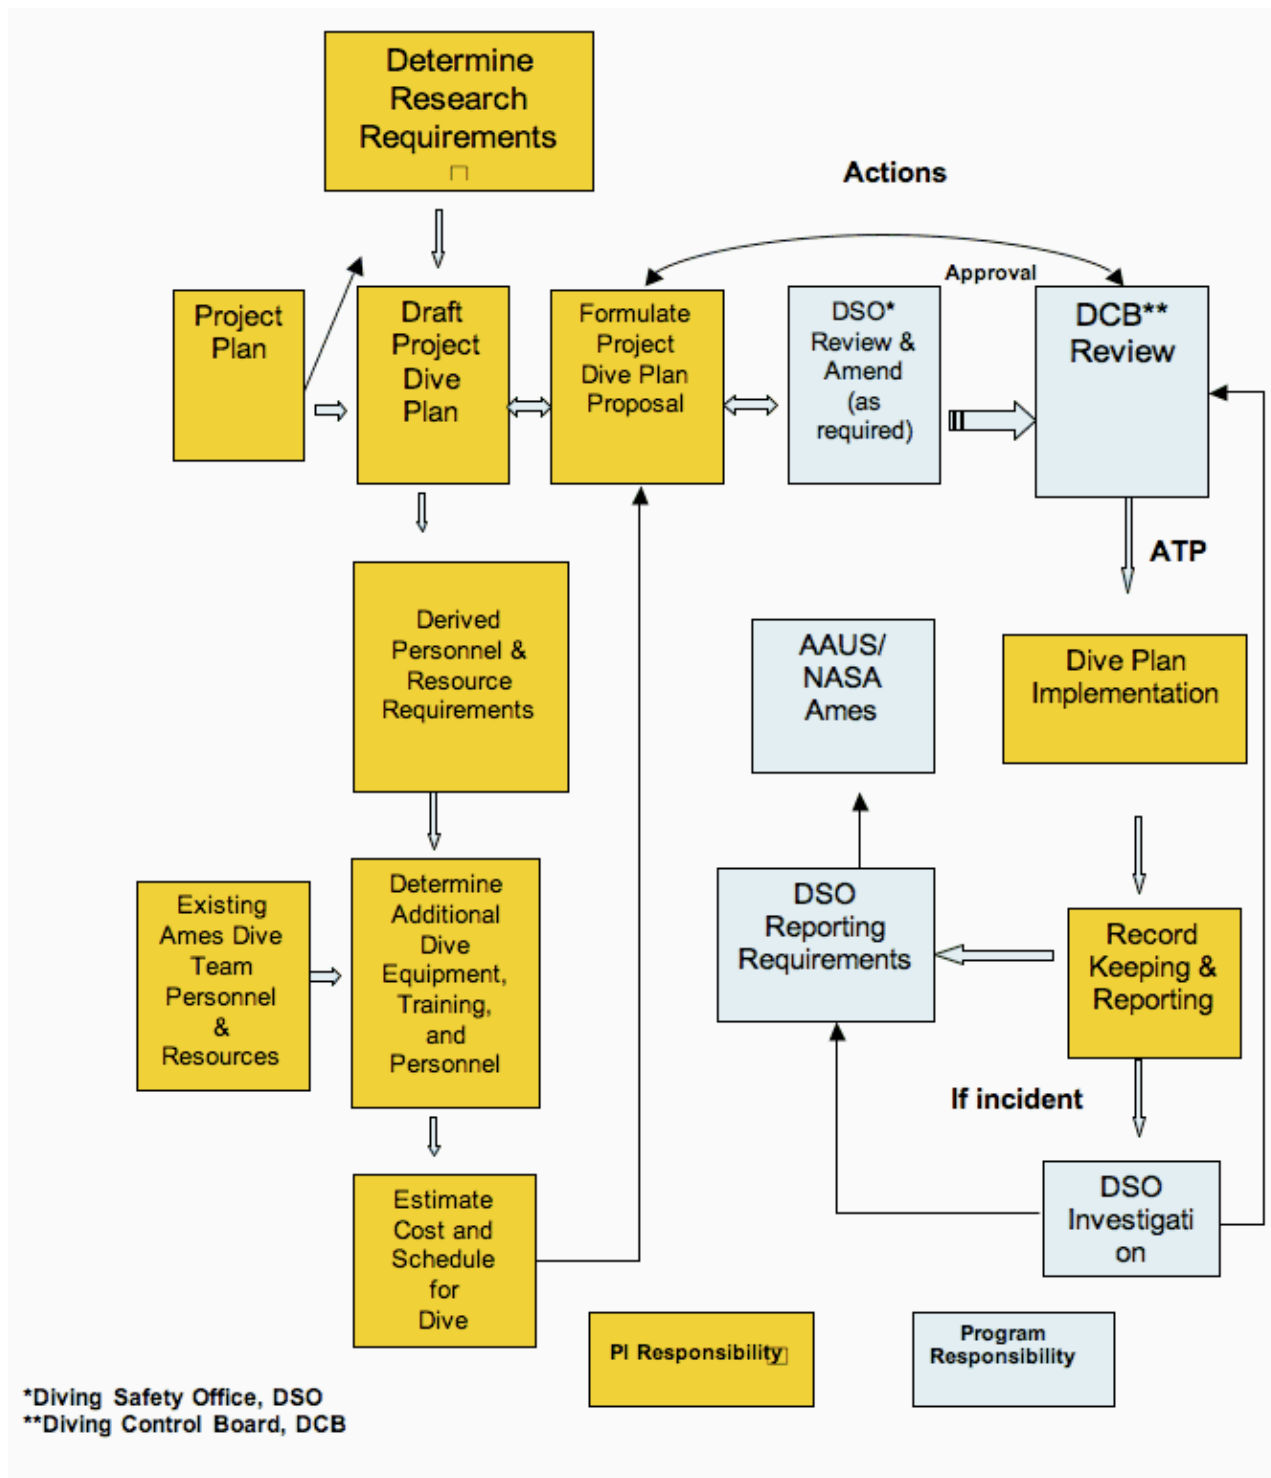 Determine
Research
Requirements
Actions
Approval
Project
Plan
Draft
Project
Dive
Plan
Formulate
Project
Dive Plan
Proposal
DSO*
Review &
Amend
(as
required)
DCB**
Review
ATP
Derived
Personnel &
Resource
Requirements
AAUS/
NASA
Ames
Dive Plan
Implementation
Existing
Ames Dive
Team
Personnel
&
Resources
Determine
Additional
Dive
Equipment,
Training,
and
Personnel
DSO
Reporting
Requirements
Record
Keeping &
Reporting
If incident
Estimate
Cost and
Schedule
for
Dive
DSO
Investigati
on
PI Responsibility
Program
Responsibility
*Diving Safety Office, DSO
**Diving Control Board, DCB